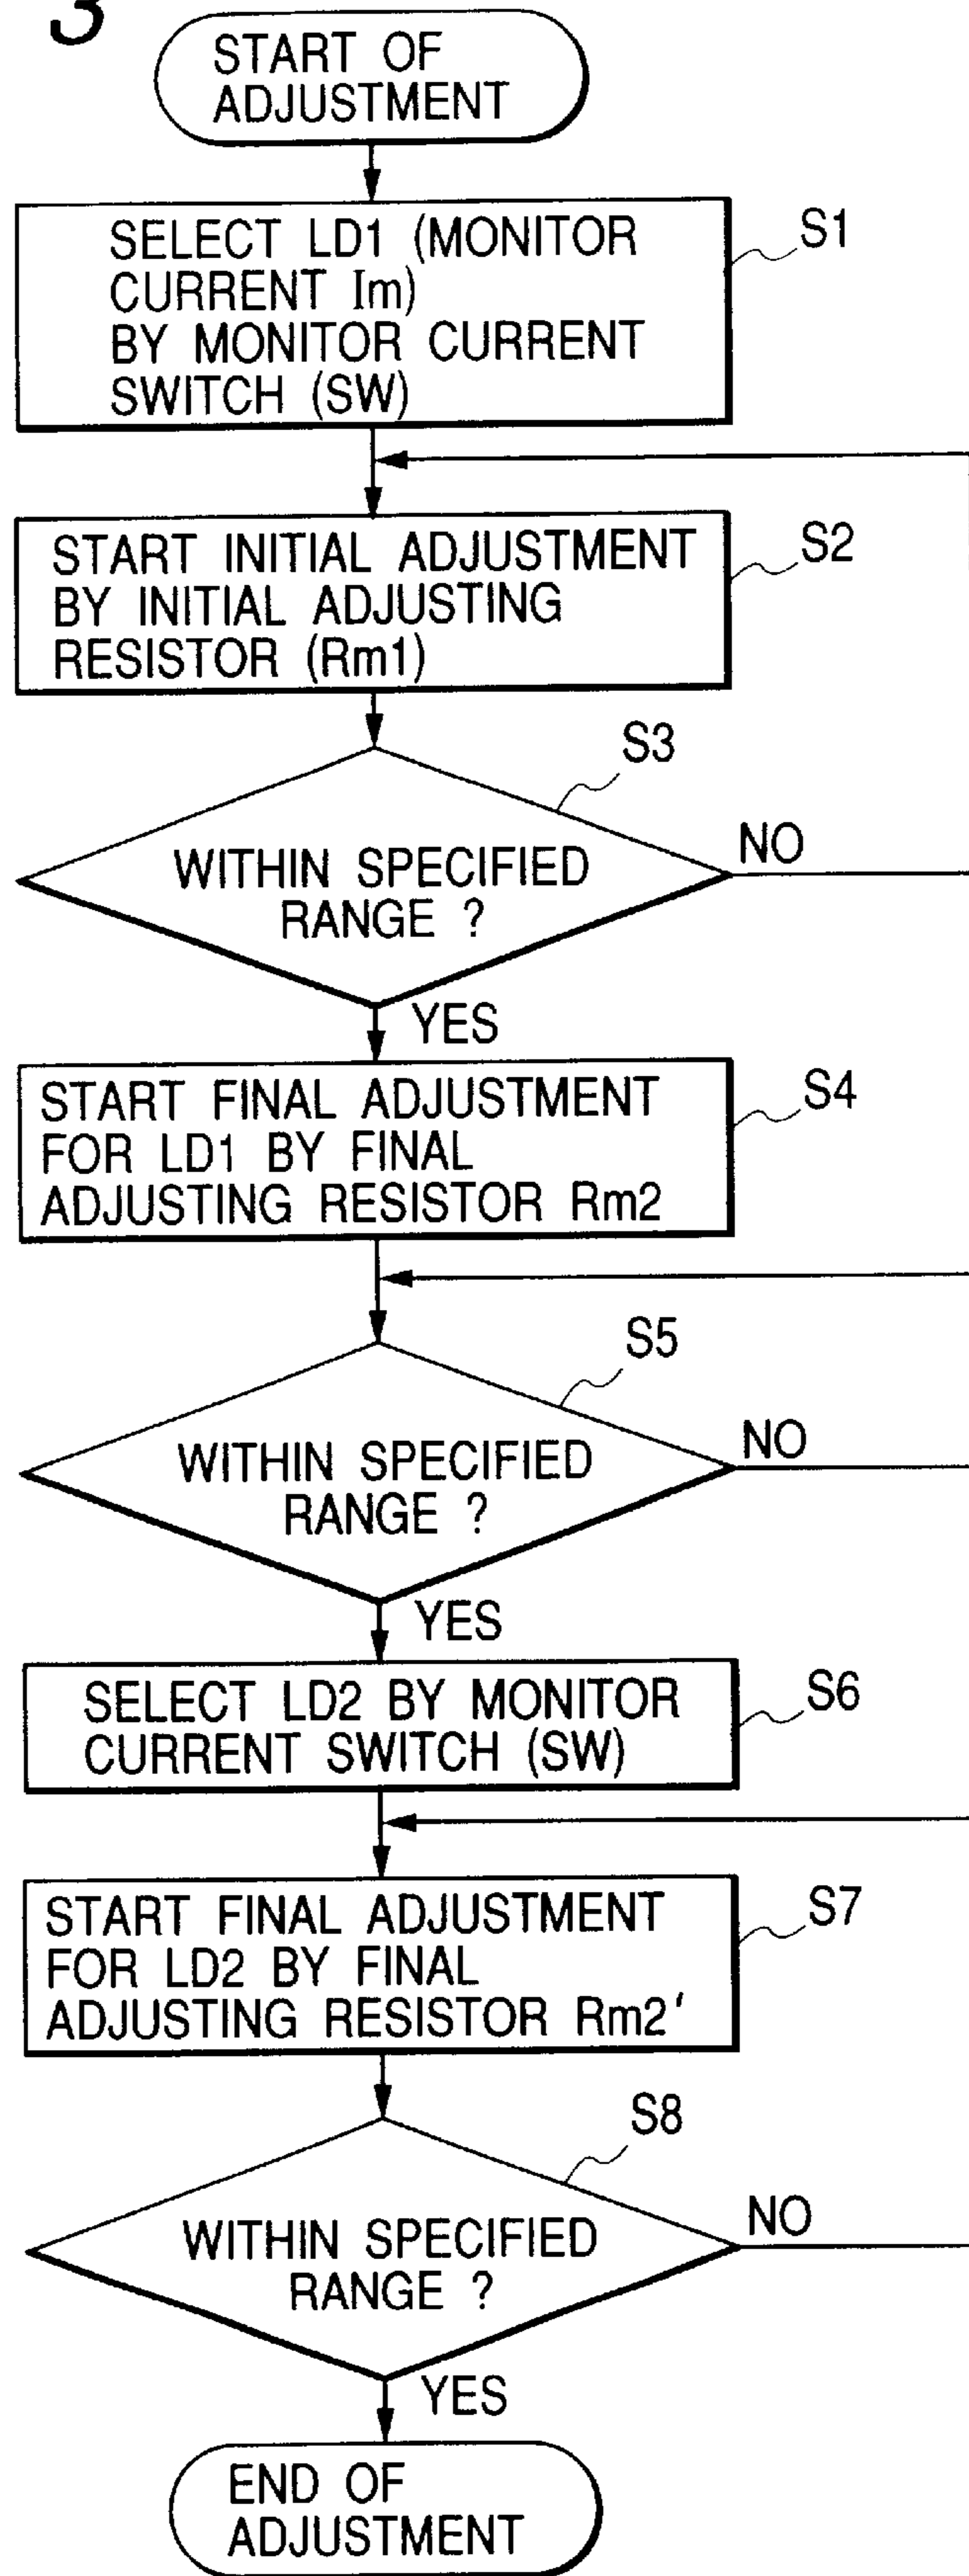 3
START OF
ADJUSTMENT
SELECT LD1 (MONITOR
CURRENT Im)
BY MONITOR CURRENT
SWITCH (SW)
S1
START INITIAL ADJUSTMENT
BY INITIAL ADJUSTING
RESISTOR (Rm1)
S2
S3
WITHIN SPECIFIED
RANGE ?
NO
YES
START FINAL ADJUSTMENT
FOR LD1 BY FINAL
ADJUSTING RESISTOR Rm2
S4
S5
WITHIN SPECIFIED
RANGE ?
NO
YES
SELECT LD2 BY MONITOR
CURRENT SWITCH (SW)
S6
START FINAL ADJUSTMENT
FOR LD2 BY FINAL
ADJUSTING RESISTOR Rm2'
S7
S8
WITHIN SPECIFIED
RANGE ?
NO
YES
END OF
ADJUSTMENT